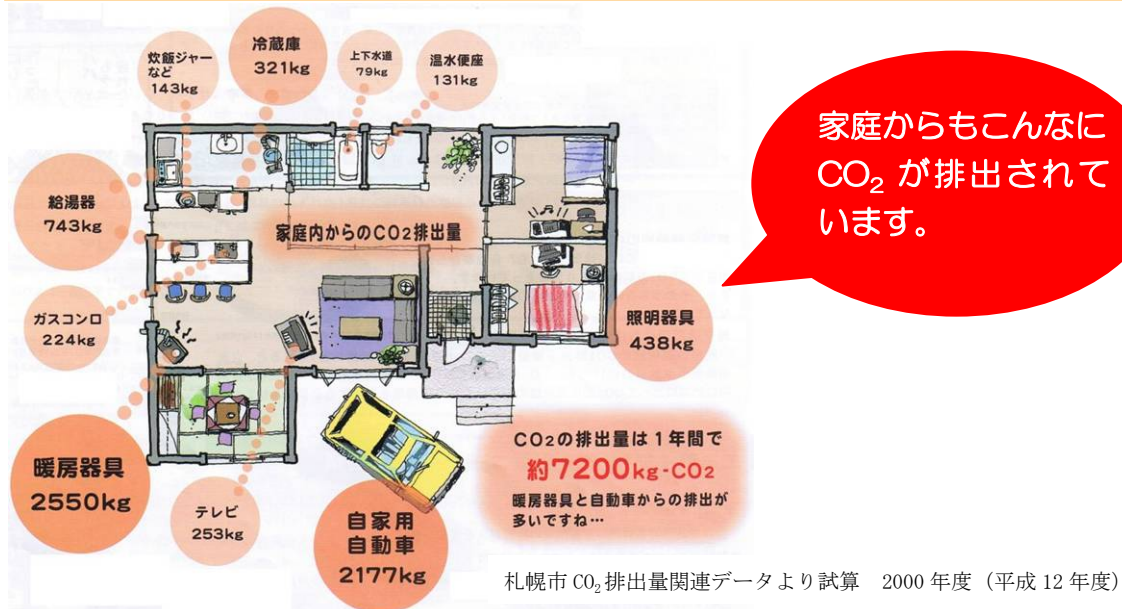 炊飯ジャー
など
143kg
冷蔵庫
321kg
上下水道
79kg
温水便座
131kg
家庭からもこんなに
CO₂ が排出されて
います。
給湯器
743kg
家庭内からのCO2排出量
ガスコンロ
224kg
照明器具
438kg
暖房器具
2550kg
テレビ
253kg
自家用
自動車
2177kg
CO2の排出量は1年間で
約7200kg-CO2
暖房器具と自動車からの排出が
多いですね…
札幌市 CO₂排出量関連データより試算 2000 年度（平成 12 年度）